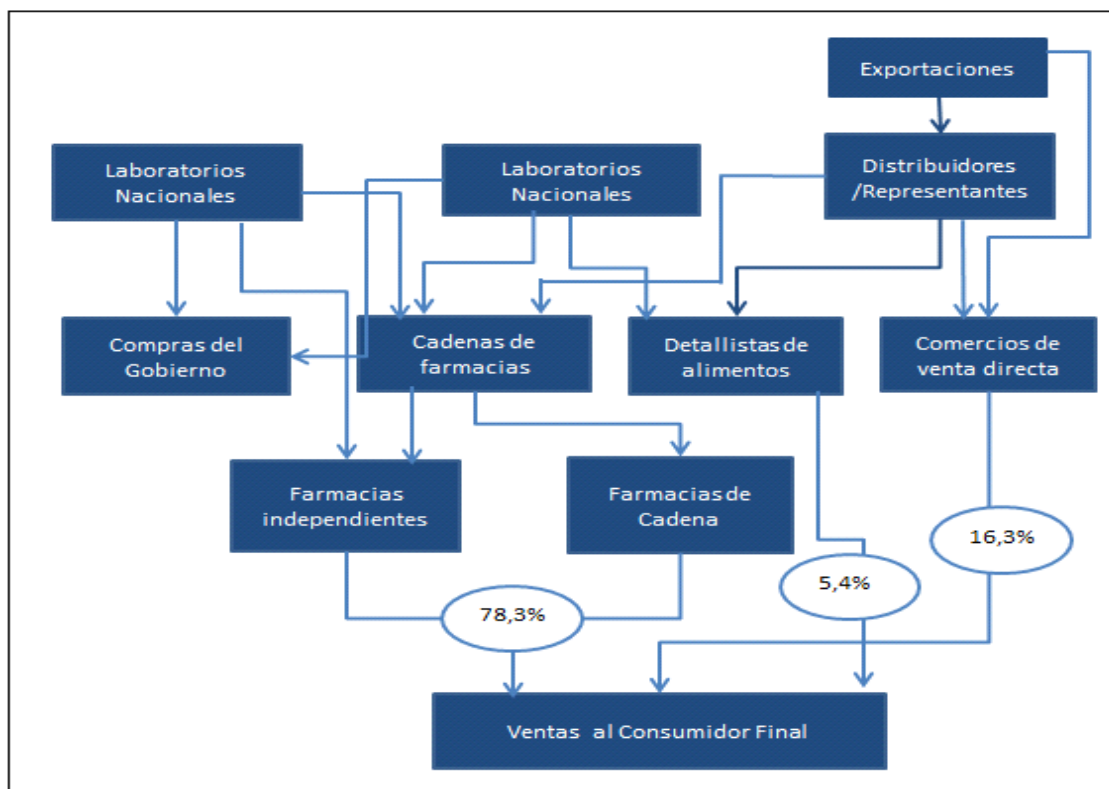 Exportaciones
Laboratorios
Nacionales
Laboratorios
Nacionales
Distribuidores
/Representantes
Compras del
Gobierno
Cadenas de
farmacias
Detallistas de
alimentos
Comercios de
venta directa
Farmacias
independientes
Farmacias de
Cadena
16,3%
5,4%
78,3%
Ventas al Consumidor Final